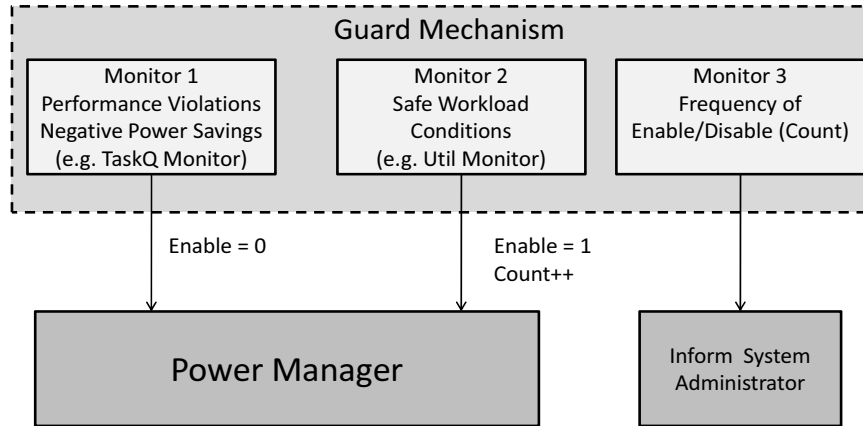 Guard Mechanism
Monitor 1
Performance Violations
Negative Power Savings
(e.g. TaskQ Monitor)
Monitor 2
Safe Workload
Conditions
(e.g. Util Monitor)
Monitor 3
Frequency of
Enable/Disable (Count)
Enable = 0
Enable = 1
Count++
Power Manager
Inform System
Administrator